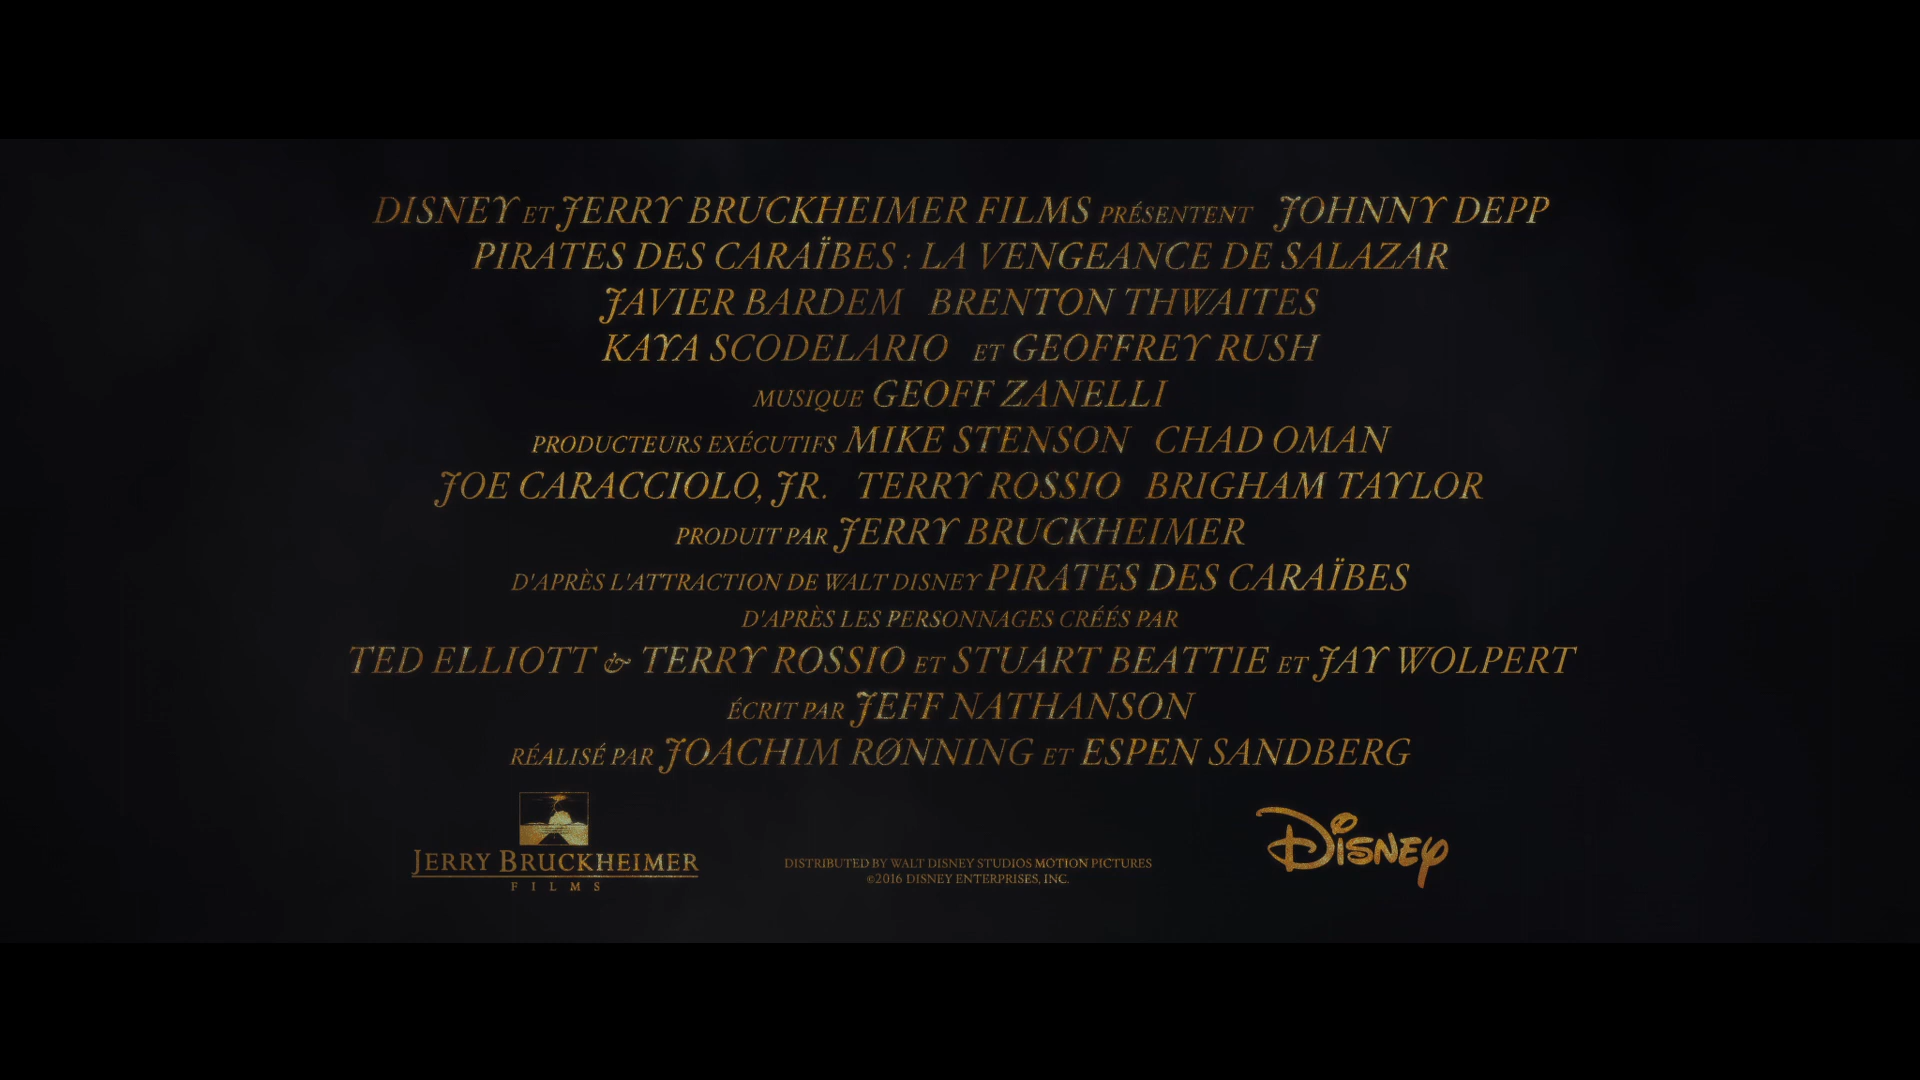 DISNEY ET JERRY BRUCKHEIMER FILMS PRÉSENTENT JOHNNY DEPP
PIRATES DES CARAÏBES : LA VENGEANCE DE SALAZAR
JAVIER BARDEM BRENTON THWAITES
KAYA SCODELARIO ET GEOFFREY RUSH
MUSIQUE GEOFF ZANELLI
PRODUCTEURS EXÉCUTIFS MIKE STENSON CHAD OMAN
JOE CARACCIOLO, JR. TERRY ROSSIO BRIGHAM TAYLOR
PRODUIT PAR JERRY BRUCKHEIMER
D'APRÈS L'ATTRACTION DE WALT DISNEY PIRATES DES CARAÏBES
D'APRÈS LES PERSONNAGES CRÉÉS PAR
TED ELLIOTT & TERRY ROSSIO ET STUART BEATTIE ET JAY WOLPERT
ÉCRIT PAR JEFF NATHANSON
RÉALISÉ PAR JOACHIM RØNNING ET ESPEN SANDBERG
JERRY BRUCKHEIMER
FILMS
DISTRIBUTED BY WALT DISNEY STUDIOS MOTION PICTURES
©2016 DISNEY ENTERPRISES, INC.
DISNEY